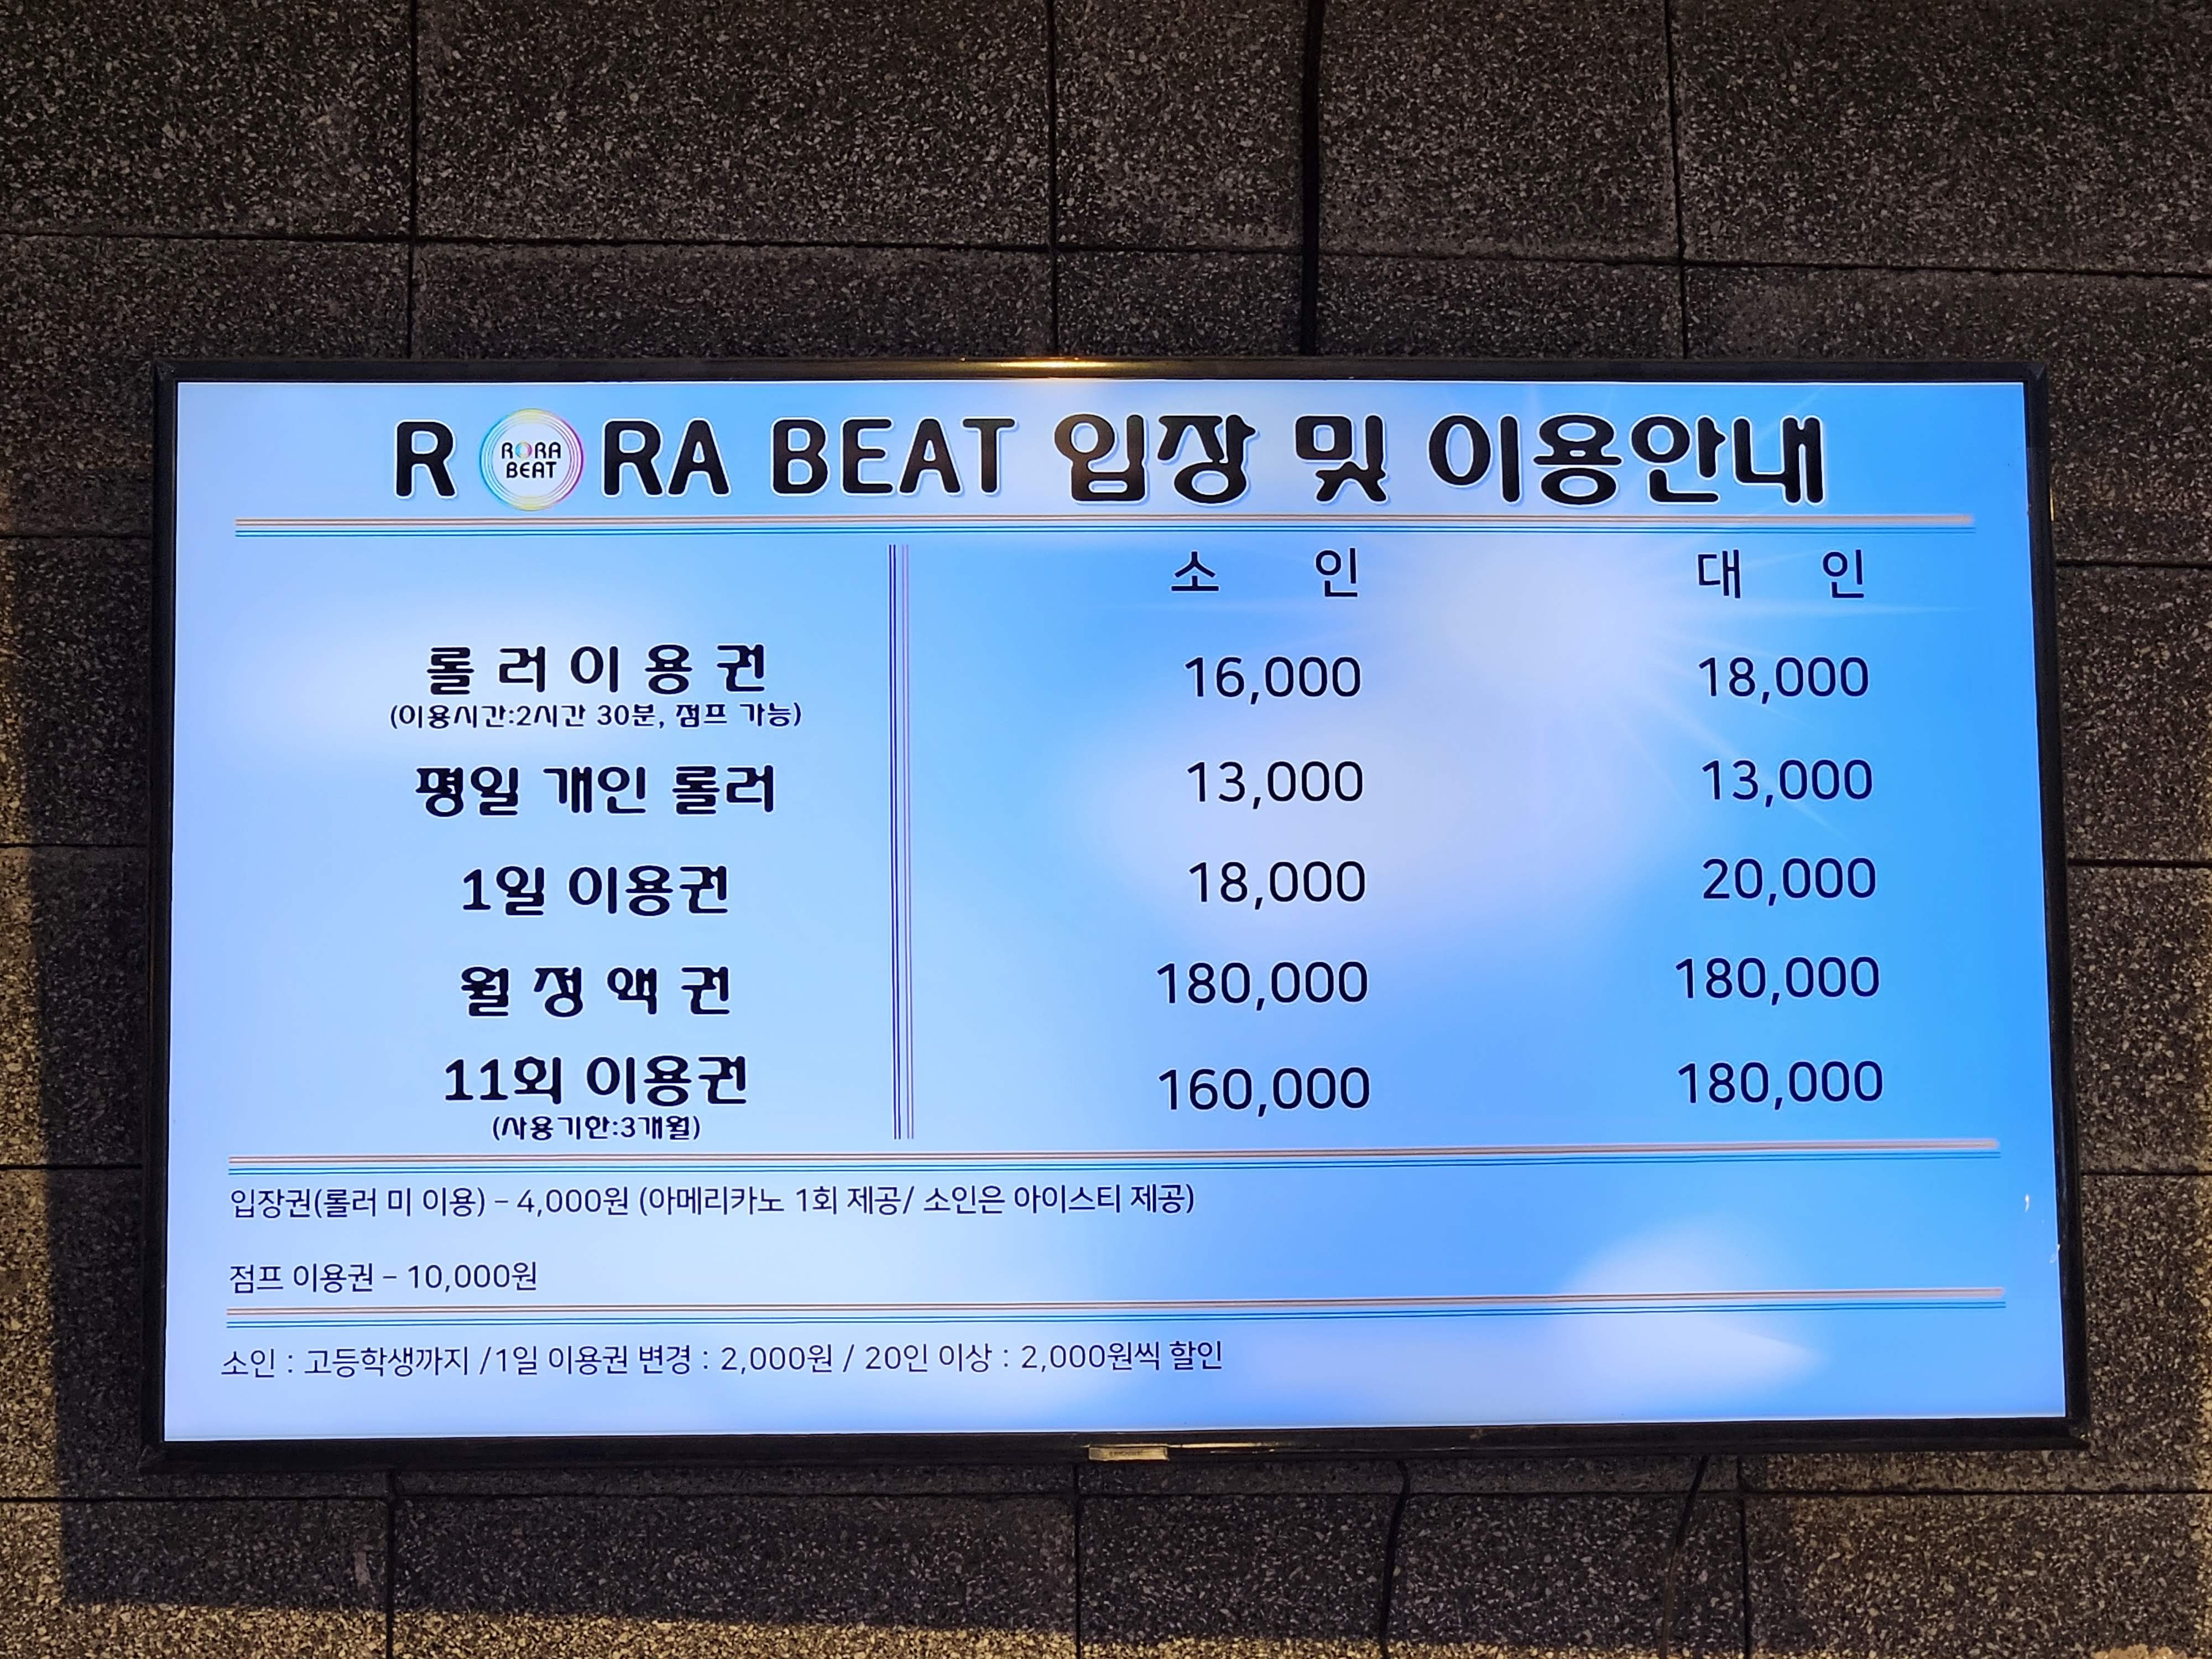 RORA BEAT 입장 및 이용안내
RORA
BEAT
소 인 대 인
롤 러 이 용 권 16,000 18,000
(이용시간:2시간 30분, 점프 가능)
평일 개인 롤러 13,000 13,000
1일 이용권 18,000 20,000
월 정 액 권 180,000 180,000
11회 이용권 160,000 180,000
(사용기한:3개월)
입장권(롤러 미 이용) - 4,000원 (아메리카노 1회 제공/ 소인은 아이스티 제공)
점프 이용권 - 10,000원
소인 : 고등학생까지 /1일 이용권 변경 : 2,000원 / 20인 이상 : 2,000원씩 할인